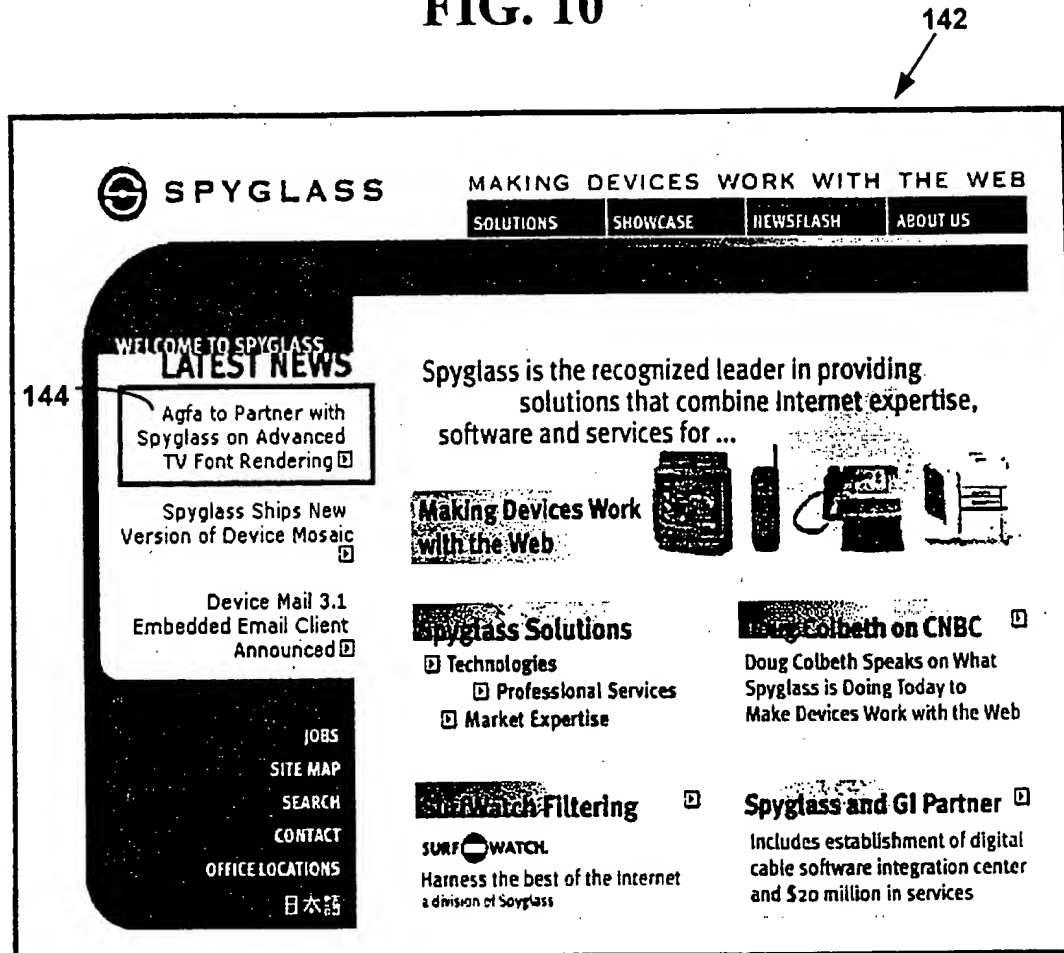 FIG. 10
142
SPYGLASS
MAKING DEVICES WORK WITH THE WEB
SOLUTIONS
SHOWCASE
NEWSFLASH
ABOUT US
WELCOME TO SPYGLASS
LATEST NEWS
144
Agfa to Partner with
Spyglass on Advanced
TV Font Rendering
Spyglass Ships New
Version of Device Mosaic
Device Mail 3.1
Embedded Email Client
Announced
JOBS
SITE MAP
SEARCH
CONTACT
OFFICE LOCATIONS
日本語
Spyglass is the recognized leader in providing
solutions that combine Internet expertise,
software and services for ...
Making Devices Work
with the Web
Spyglass Solutions
Technologies
Professional Services
Market Expertise
Doug Colbeth on CNBC
Doug Colbeth Speaks on What
Spyglass is Doing Today to
Make Devices Work with the Web
SurfWatch Filtering
SURF WATCH.
Harness the best of the Internet
a division of Spyglass
Spyglass and GI Partner
Includes establishment of digital
cable software integration center
and $20 million in services